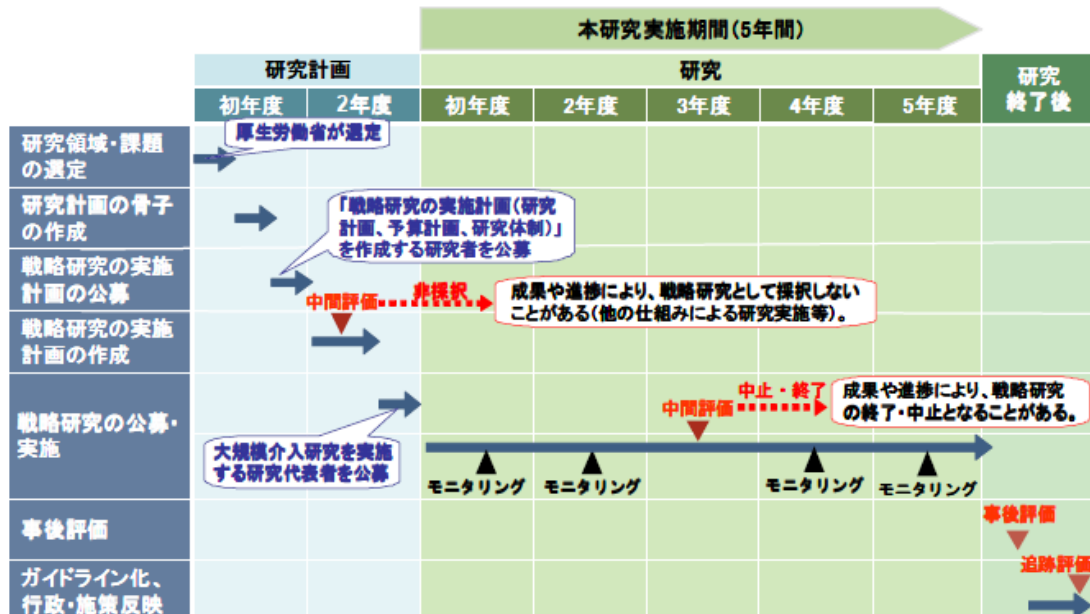 本研究実施期間(5年間)
研究計画
研究
研究
終了後
初年度
2年度
初年度
2年度
3年度
4年度
5年度
研究領域・課題
の選定
厚生労働省が選定
研究計画の骨子
の作成
「戦略研究の実施計画(研究
計画、予算計画、研究体制)」
を作成する研究者を公募
戦略研究の実施
計画の公募
中間評価
非採択
成果や進捗により、戦略研究として採択しない
ことがある(他の仕組みによる研究実施等)。
戦略研究の実施
計画の作成
戦略研究の公募・
実施
大規模介入研究を実施
する研究代表者を公募
中間評価
中止・終了
成果や進捗により、戦略研究
の終了・中止となることがある。
モニタリング
モニタリング
モニタリング
モニタリング
事後評価
事後評価
ガイドライン化、
行政・施策反映
追跡評価